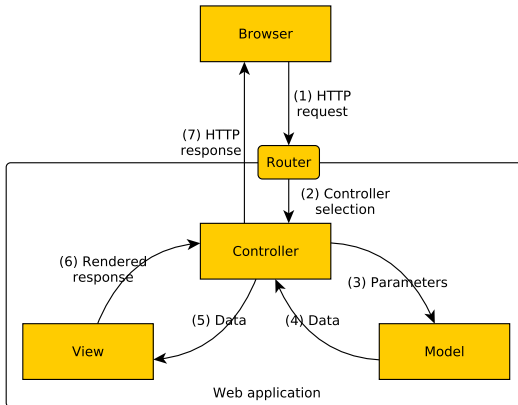 Browser
(1) HTTP
request
(7) HTTP
response
Router
(2) Controller
selection
Controller
(6) Rendered
response
(3) Parameters
(5) Data
(4) Data
View
Model
Web application